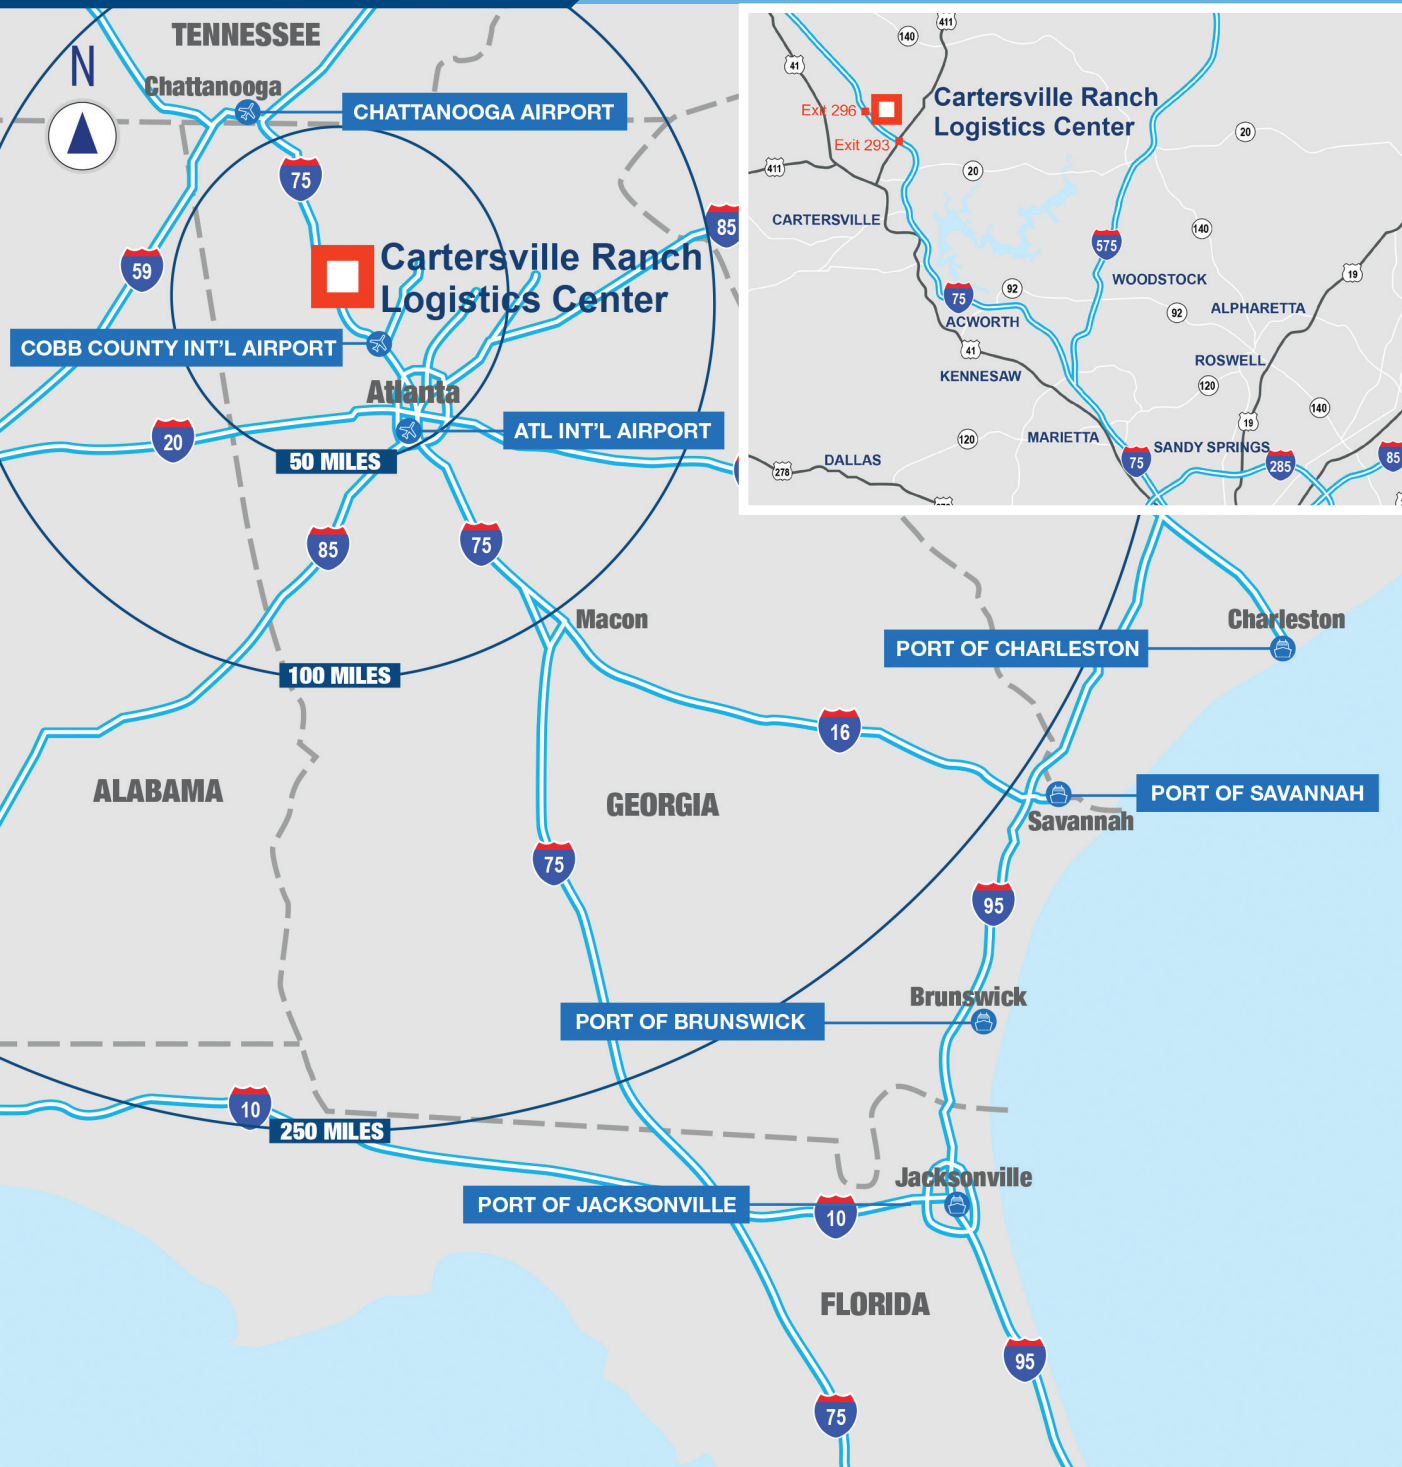 TENNESSEE
N
Chattanooga
CHATTANOOGA AIRPORT
75
85
59
Cartersville Ranch
Logistics Center
COBB COUNTY INT'L AIRPORT
Atlanta
ATL INT'L AIRPORT
20
50 MILES
85
75
Macon
100 MILES
ALABAMA
GEORGIA
16
75
PORT OF CHARLESTON
Charleston
PORT OF SAVANNAH
Savannah
95
Brunswick
PORT OF BRUNSWICK
10
250 MILES
Jacksonville
PORT OF JACKSONVILLE
10
FLORIDA
95
75
411
140
41
Exit 296
Cartersville Ranch
Logistics Center
Exit 293
20
411
20
CARTERSVILLE
140
575
19
WOODSTOCK
92
75
ACWORTH
92
ALPHARETTA
41
KENNESAW
ROSWELL
120
140
19
MARIETTA
120
SANDY SPRINGS
DALLAS
278
75
285
85